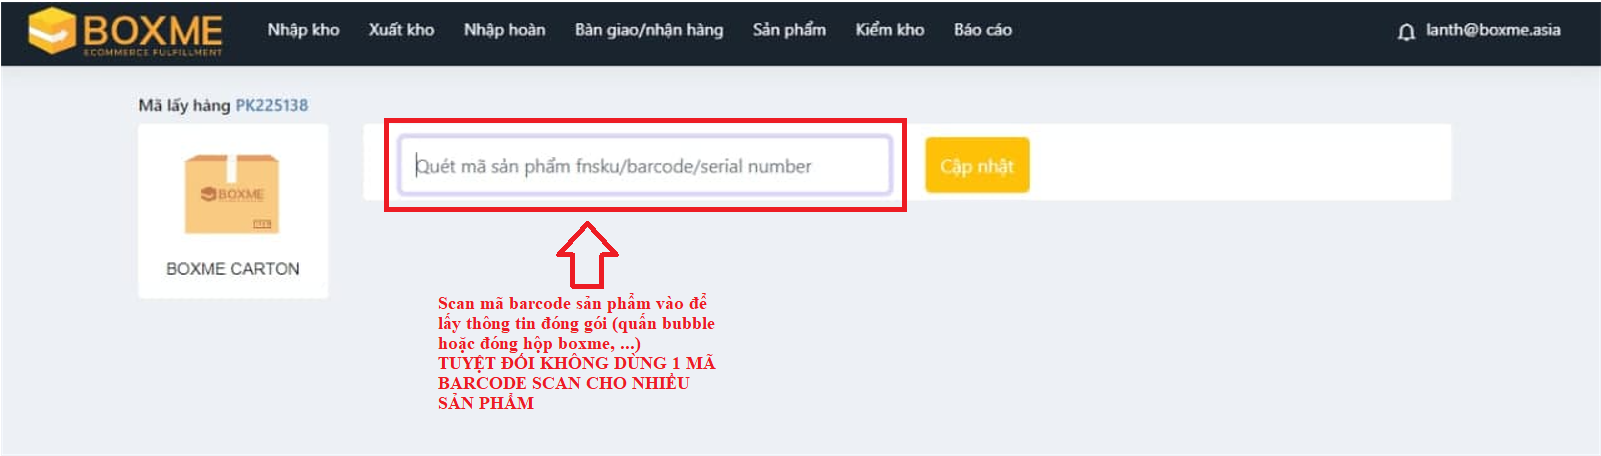 BOXME
ECOMMERCE FULFILLMENT
Nhập kho Xuất kho Nhập hoàn Bàn giao/nhận hàng Sản phẩm Kiểm kho Báo cáo lanth@boxme.asia
Mã lấy hàng PK225138
Quét mã sản phẩm fnsku/barcode/serial number
Cập nhật
BOXME
BOXME CARTON
Scan mã barcode sản phẩm vào để
lấy thông tin đóng gói (quấn bubble
hoặc đóng hộp boxme, ...)
TUYỆT ĐỐI KHÔNG DÙNG 1 MÃ
BARCODE SCAN CHO NHIỀU
SẢN PHẨM